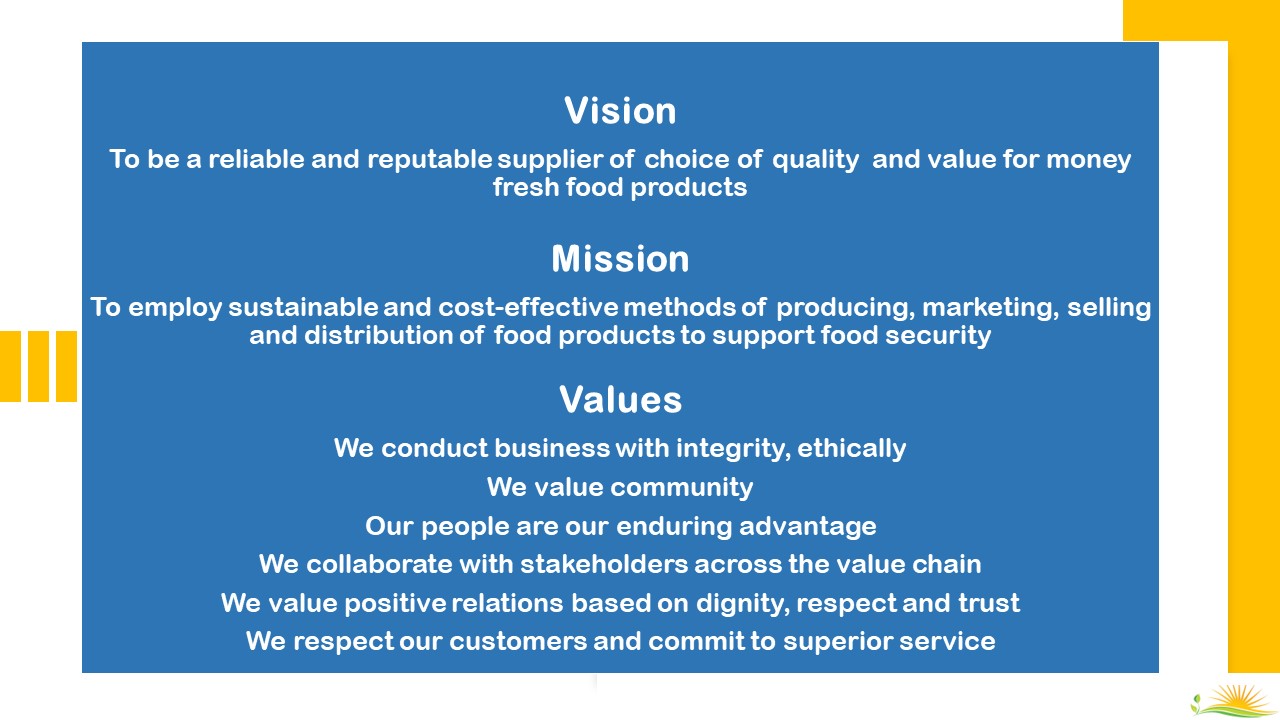 Vision
To be a reliable and reputable supplier of choice of quality and value for money
fresh food products
Mission
To employ sustainable and cost-effective methods of producing, marketing, selling
and distribution of food products to support food security
Values
We conduct business with integrity, ethically
We value community
Our people are our enduring advantage
We collaborate with stakeholders across the value chain
We value positive relations based on dignity, respect and trust
We respect our customers and commit to superior service